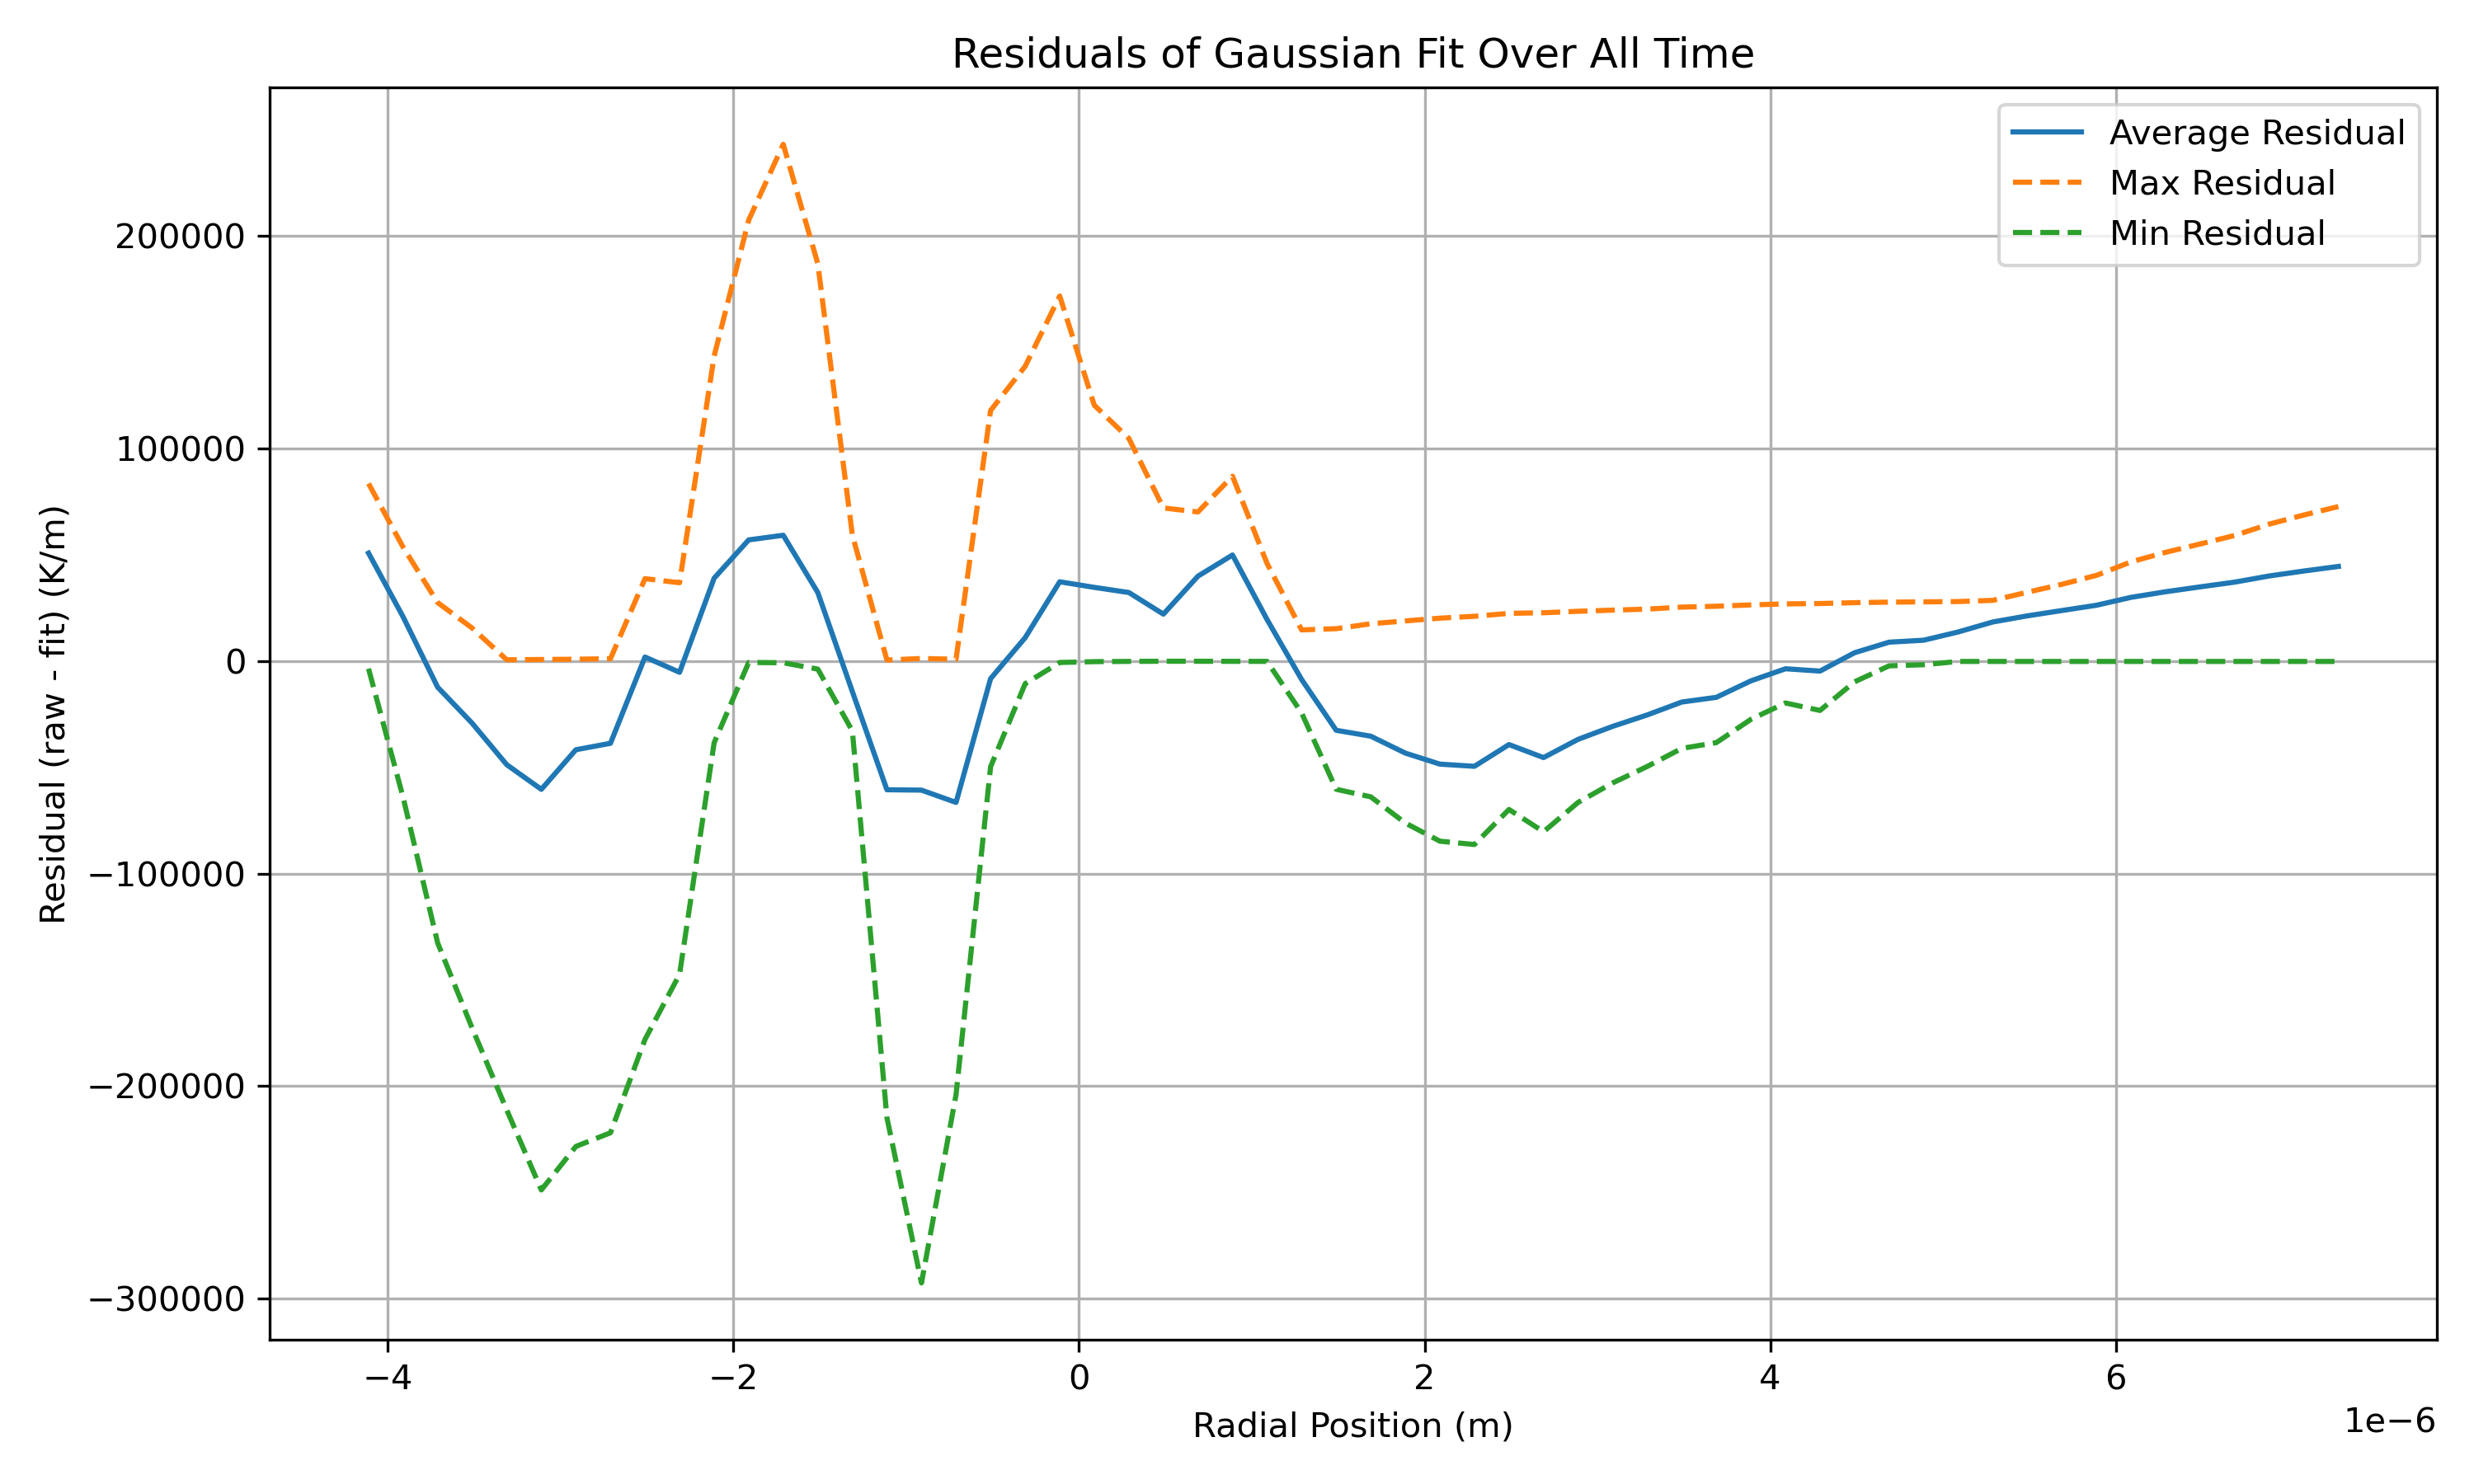 Residuals of Gaussian Fit Over All Time
Average Residual
Max Residual
Min Residual
Residual (raw - fit) (K/m)
200000
100000
0
−100000
−200000
−300000
−4
−2
0
2
4
6
1e−6
Radial Position (m)